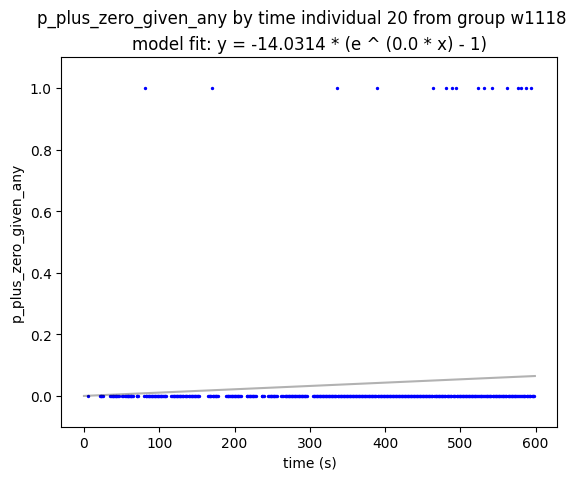 p_plus_zero_given_any by time individual 20 from group w1118
model fit: y = -14.0314 * (e ^ (0.0 * x) - 1)
p_plus_zero_given_any
1.0
0.8
0.6
0.4
0.2
0.0
0 100 200 300 400 500 600
time (s)